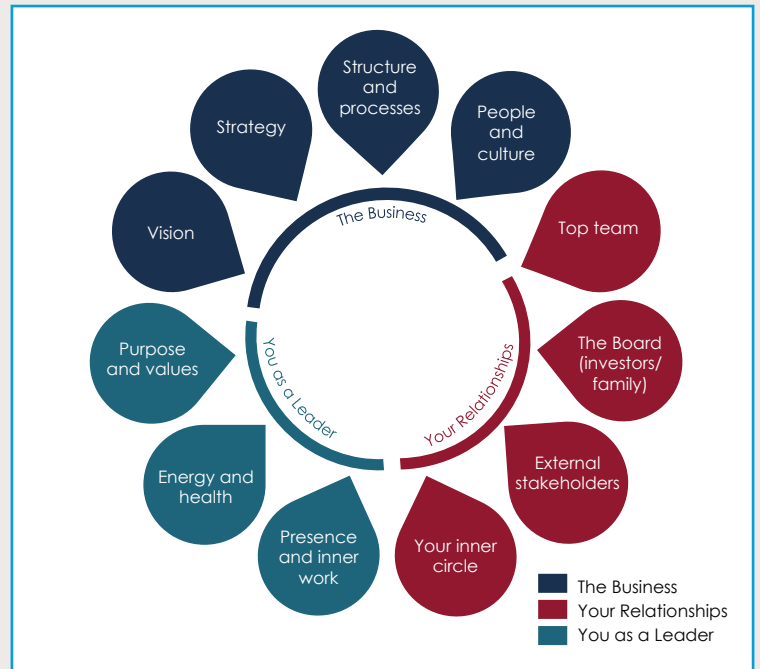 Structure
and
processes
People
and
culture
Strategy
Vision
Top team
The Board
(investors/
family)
External
stakeholders
Your inner
circle
Presence
and inner
work
Energy and
health
Purpose
and values
The Business
Your Relationships
You as a Leader
The Business
Your Relationships
You as a Leader